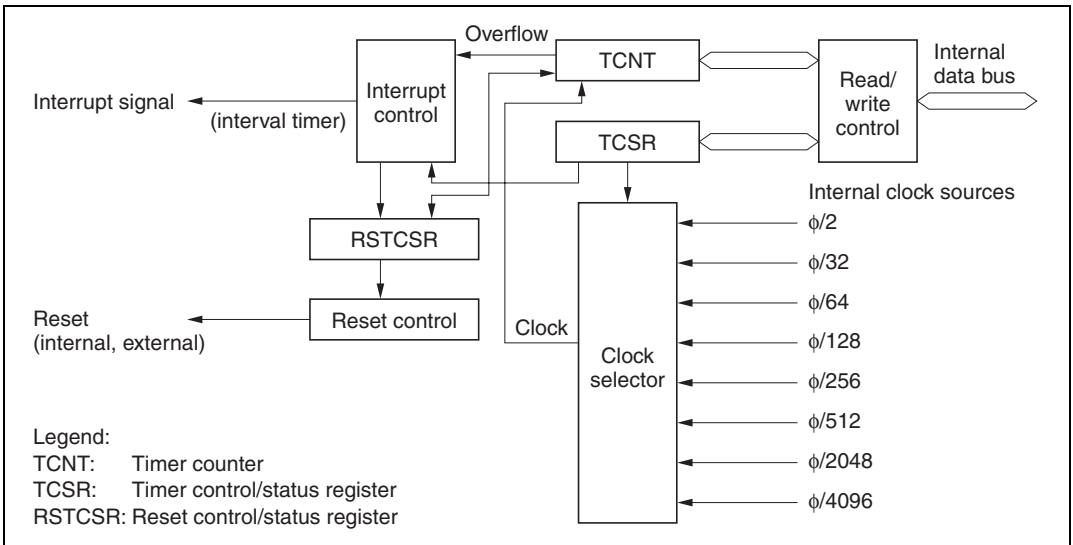 Overflow
TCNT
Internal
data bus
Read/
write
control
Interrupt
control
Interrupt signal
(interval timer)
TCSR
Internal clock sources
RSTCSR
ϕ/2
ϕ/32
ϕ/64
Reset
(internal, external)
Reset control
Clock
ϕ/128
Clock
selector
ϕ/256
ϕ/512
ϕ/2048
ϕ/4096
Legend:
TCNT: Timer counter
TCSR: Timer control/status register
RSTCSR: Reset control/status register